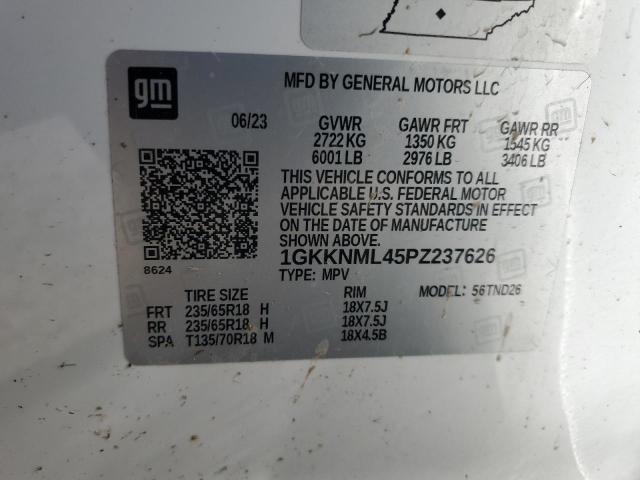 gm
MFD BY GENERAL MOTORS LLC
06/23 GVWR GAWR FRT GAWR RR
2722 KG 1350 KG 1545 KG
6001 LB 2976 LB 3406 LB
THIS VEHICLE CONFORMS TO ALL
APPLICABLE U.S. FEDERAL MOTOR
VEHICLE SAFETY STANDARDS IN EFFECT
ON THE DATE OF MANUFACTURE
SHOWN ABOVE.
8624
1GKKNML45PZ237626
TYPE: MPV MODEL: 56TND26
TIRE SIZE RIM
FRT 235/65R18 H 18X7.5J
RR 235/65R18 H 18X7.5J
SPA T135/70R18 M 18X4.5B